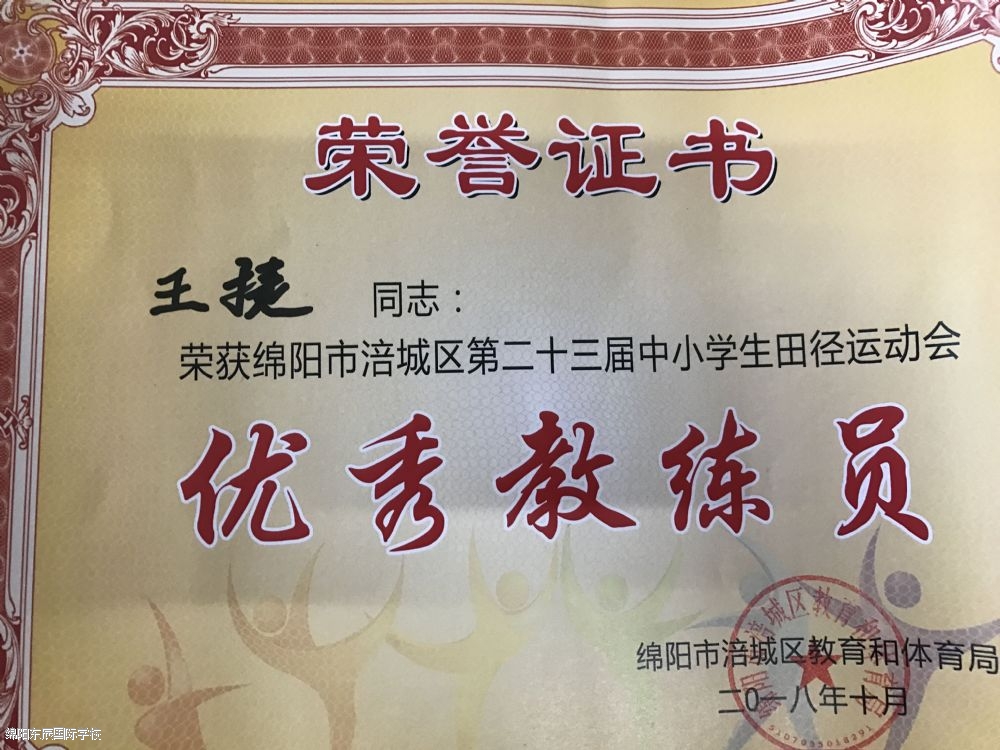 荣誉证书
王捷 同志：
荣获绵阳市涪城区第二十三届中小学生田径运动会
优秀教练员
绵阳市涪城区教育和体育局
二0一八年十月
绵阳东辰国际学校